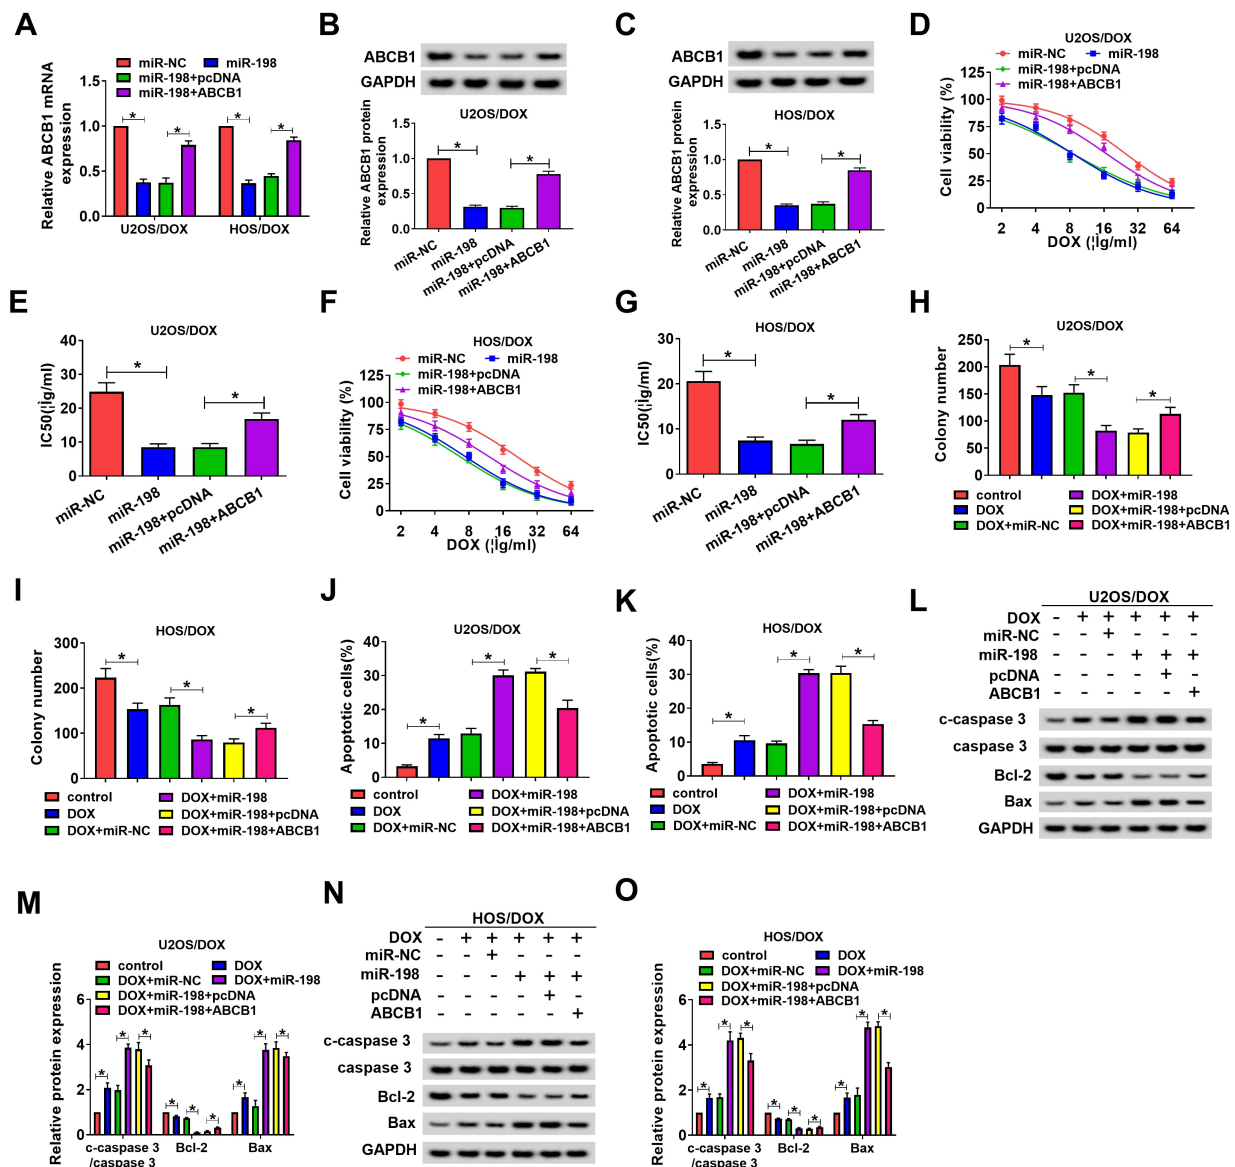 A
miR-NC miR-198
miR-198+pcDNA
miR-198+ABCB1
Relative ABCB1 mRNA
expression
1.5
1.0
0.5
0.0
* * * *
U2OS/DOX HOS/DOX
B
ABCB1
GAPDH
U2OS/DOX
Relative ABCB1 protein
expression
1.5
1.0
0.5
0.0
* *
miR-NC
miR-198
miR-198+pcDNA
miR-198+ABCB1
C
ABCB1
GAPDH
HOS/DOX
Relative ABCB1 protein
expression
1.5
1.0
0.5
0.0
* *
miR-NC
miR-198
miR-198+pcDNA
miR-198+ABCB1
D
U2OS/DOX
miR-NC miR-198
miR-198+pcDNA
miR-198+ABCB1
Cell viability (%)
125
100
75
50
25
0
2 4 8 16 32 64
DOX (¦Ìg/ml)
E
U2OS/DOX
IC50(¦Ìg/ml)
40
30
20
10
0
* *
miR-NC
miR-198
miR-198+pcDNA
miR-198+ABCB1
F
HOS/DOX
miR-NC miR-198
miR-198+pcDNA
miR-198+ABCB1
Cell viability (%)
125
100
75
50
25
0
2 4 8 16 32 64
DOX (¦Ìg/ml)
G
HOS/DOX
IC50(¦Ìg/ml)
30
20
10
0
* *
miR-NC
miR-198
miR-198+pcDNA
miR-198+ABCB1
H
U2OS/DOX
Colony number
250
200
150
100
50
0
* * *
control DOX+miR-198
DOX DOX+miR-198+pcDNA
DOX+miR-NC DOX+miR-198+ABCB1
I
HOS/DOX
Colony number
300
200
100
0
* * *
control DOX+miR-198
DOX DOX+miR-198+pcDNA
DOX+miR-NC DOX+miR-198+ABCB1
J
U2OS/DOX
Apoptotic cells(%)
40
30
20
10
0
* * *
control DOX+miR-198
DOX DOX+miR-198+pcDNA
DOX+miR-NC DOX+miR-198+ABCB1
K
HOS/DOX
Apoptotic cells(%)
40
30
20
10
0
* * *
control DOX+miR-198
DOX DOX+miR-198+pcDNA
DOX+miR-NC DOX+miR-198+ABCB1
L
U2OS/DOX
DOX - + + + + +
miR-NC - - + - - -
miR-198 - - - + + +
pcDNA - - - - + -
ABCB1 - - - - - +
c-caspase 3
caspase 3
Bcl-2
Bax
GAPDH
M
U2OS/DOX
control DOX
DOX+miR-NC DOX+miR-198
DOX+miR-198+pcDNA
DOX+miR-198+ABCB1
Relative protein expression
6
4
2
0
* * * * * * * * *
c-caspase 3 Bcl-2 Bax
/caspase 3
N
HOS/DOX
DOX - + + + + +
miR-NC - - + - - -
miR-198 - - - + + +
pcDNA - - - - + -
ABCB1 - - - - - +
c-caspase 3
caspase 3
Bcl-2
Bax
GAPDH
O
HOS/DOX
control DOX
DOX+miR-NC DOX+miR-198
DOX+miR-198+pcDNA
DOX+miR-198+ABCB1
Relative protein expression
6
4
2
0
* * * * * * * * *
c-caspase 3 Bcl-2 Bax
/caspase 3